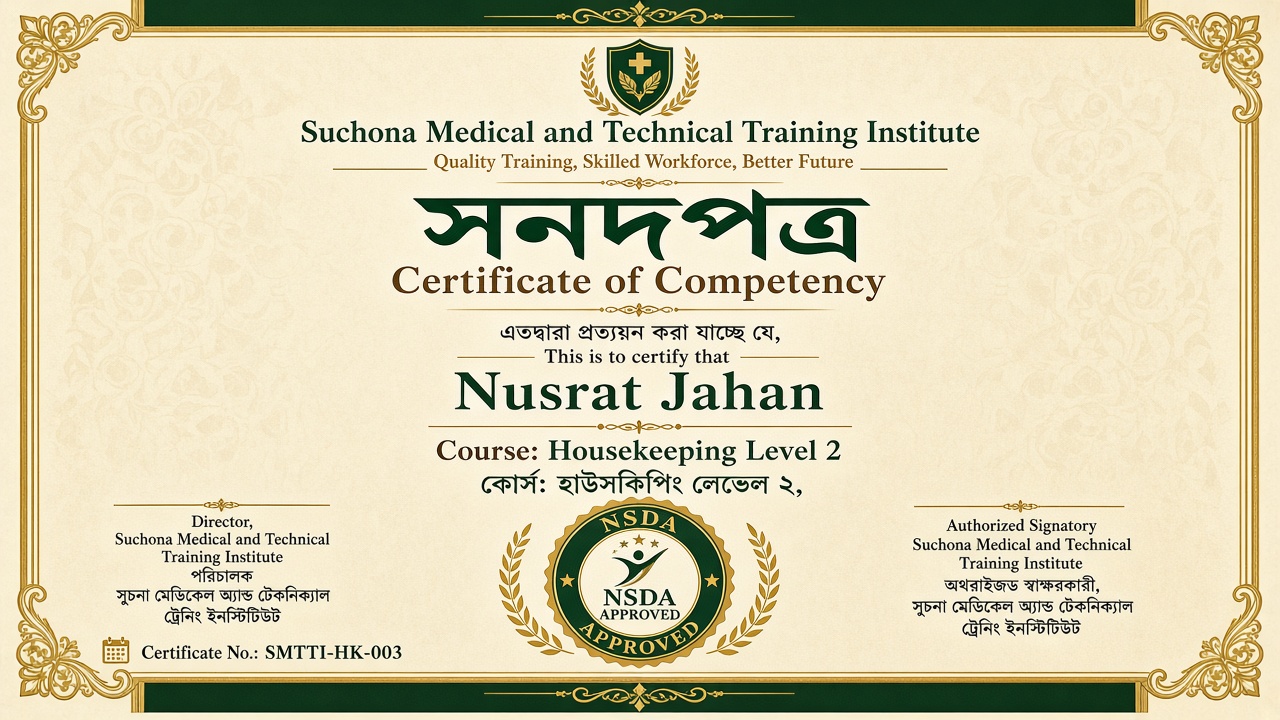 Suchona Medical and Technical Training Institute
Quality Training, Skilled Workforce, Better Future
সনদপত্র
Certificate of Competency
এতদ্বারা প্রত্যয়ন করা যাচ্ছে যে,
This is to certify that
Nusrat Jahan
Course: Housekeeping Level 2
কোর্স: হাউসকিপিং লেভেল ২,
Director,
Suchona Medical and Technical
Training Institute
পরিচালক
সুচনা মেডিকেল অ্যান্ড টেকনিক্যাল
ট্রেনিং ইনস্টিটিউট
Certificate No.: SMTTI-HK-003
NSDA
NSDA
APPROVED
APPROVED
Authorized Signatory
Suchona Medical and Technical
Training Institute
অথরাইজড স্বাক্ষরকারী,
সুচনা মেডিকেল অ্যান্ড টেকনিক্যাল
ট্রেনিং ইনস্টিটিউট